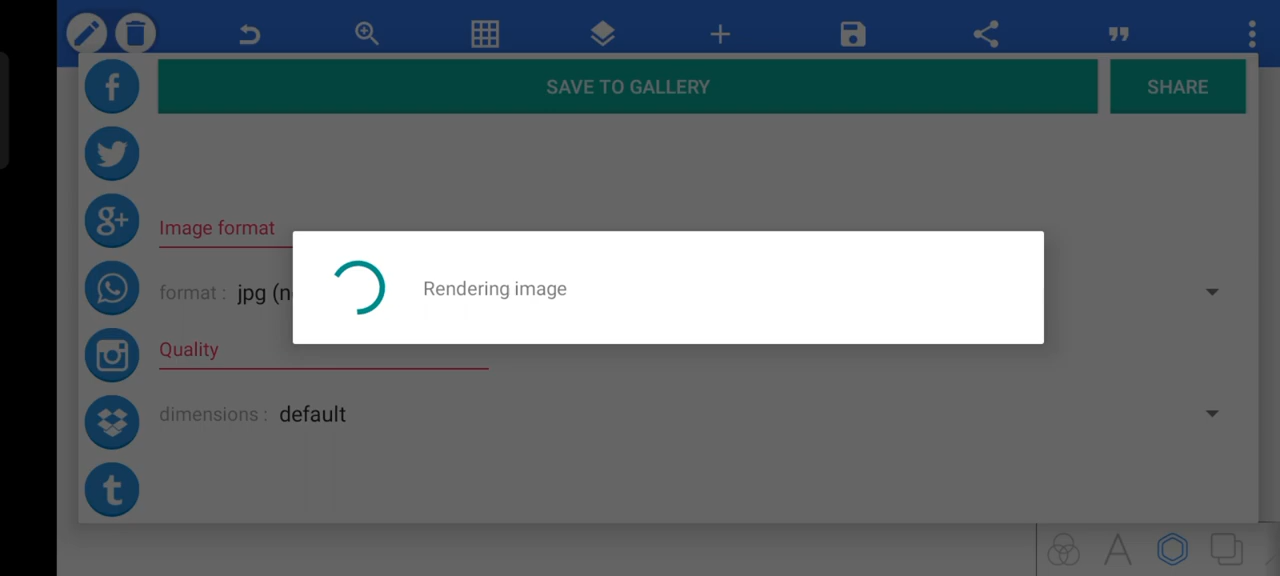 SAVE TO GALLERY
SHARE
Image format
format : jpg (n
Rendering image
Quality
dimensions : default